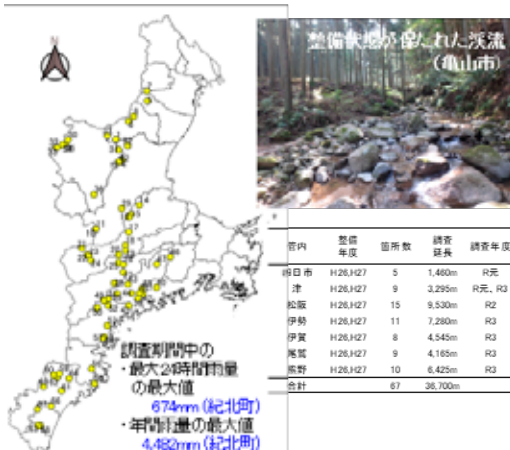 N
整備状態が保たれた渓流
(亀山市)
管内 整備年度 箇所数 調査延長 調査年度
四日市 H26,H27 5 1,460m R元
津 H26,H27 9 3,295m R元、R3
松阪 H26,H27 15 9,530m R2
伊勢 H26,H27 11 7,280m R3
伊賀 H26,H27 8 4,545m R3
尾鷲 H26,H27 9 4,165m R3
熊野 H26,H27 10 6,425m R3
合計 67 36,700m
調査期間中の
・最大24時間雨量
の最大値
674mm (紀北町)
・年間雨量の最大値
4,482mm (紀北町)